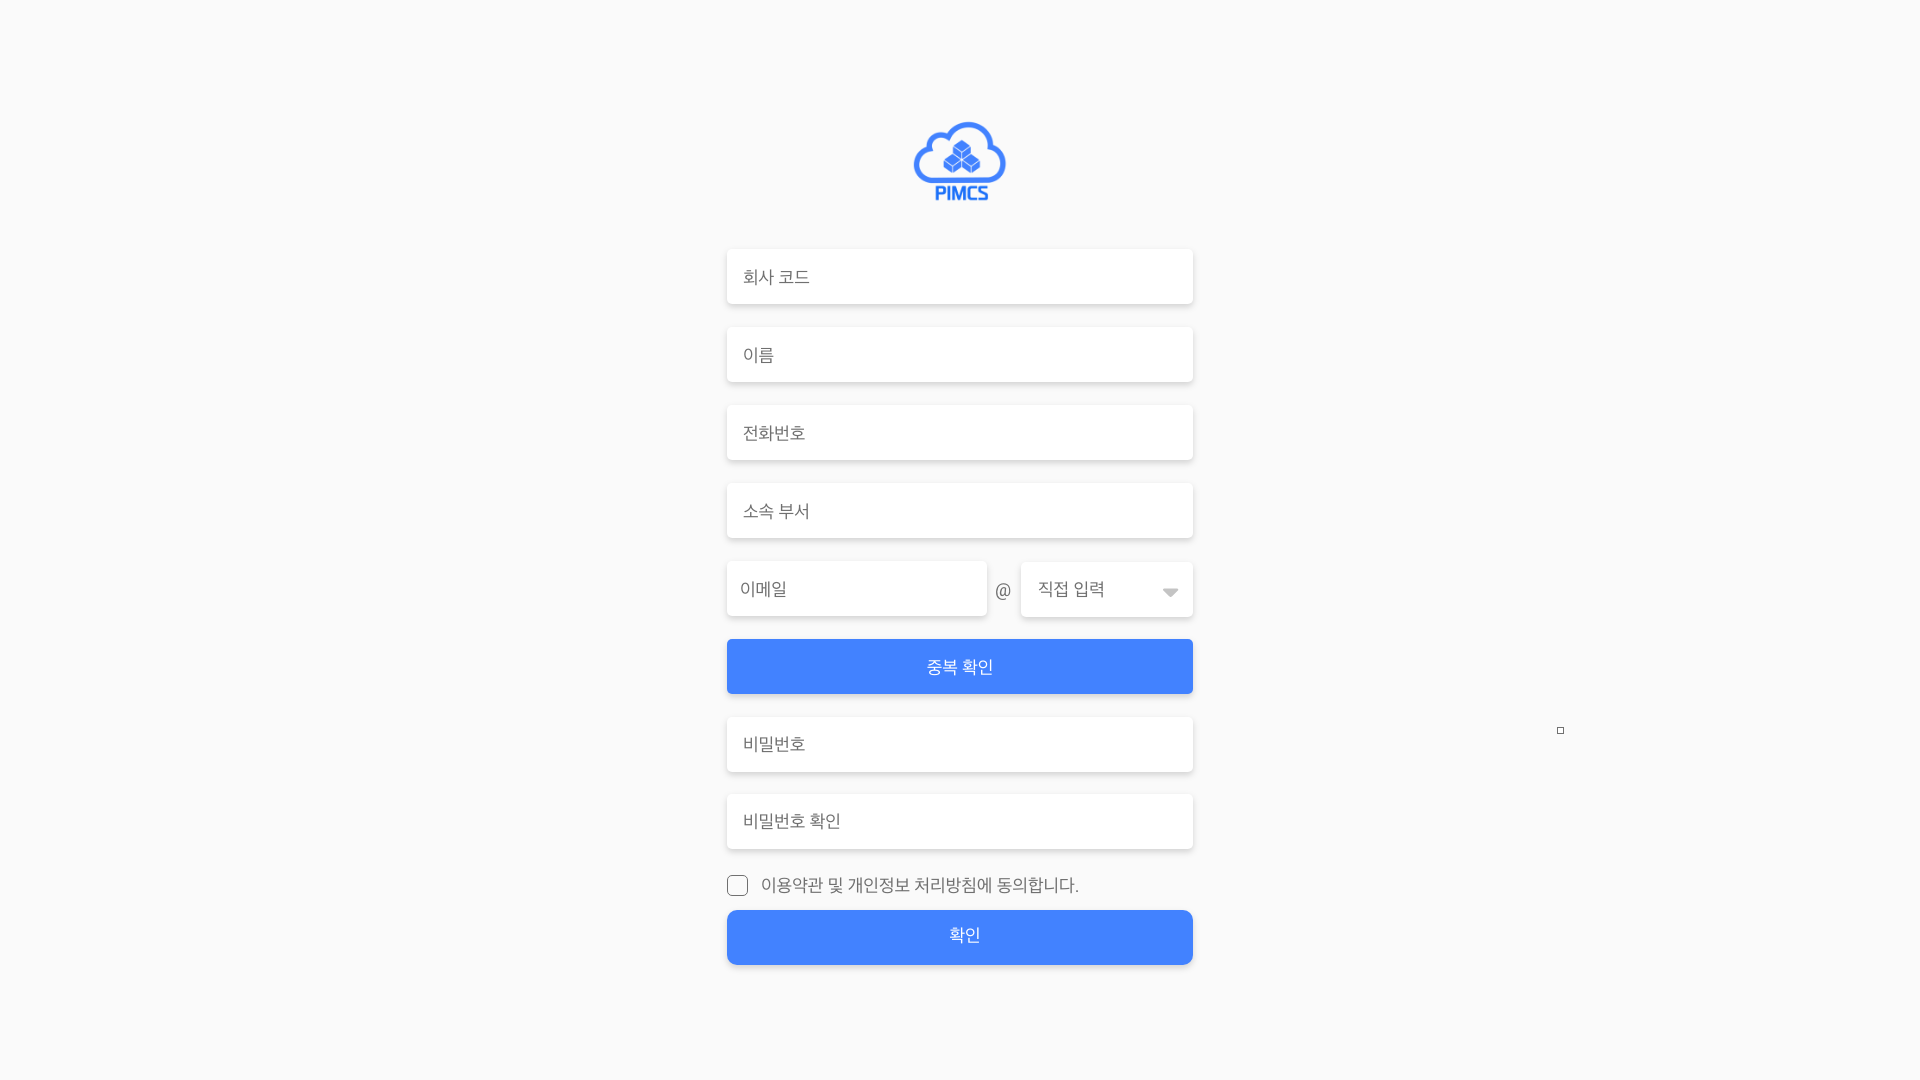 PIMCS
회사 코드
이름
전화번호
소속 부서
이메일 @ 직접 입력
중복 확인
비밀번호
비밀번호 확인
이용약관 및 개인정보 처리방침에 동의합니다.
확인